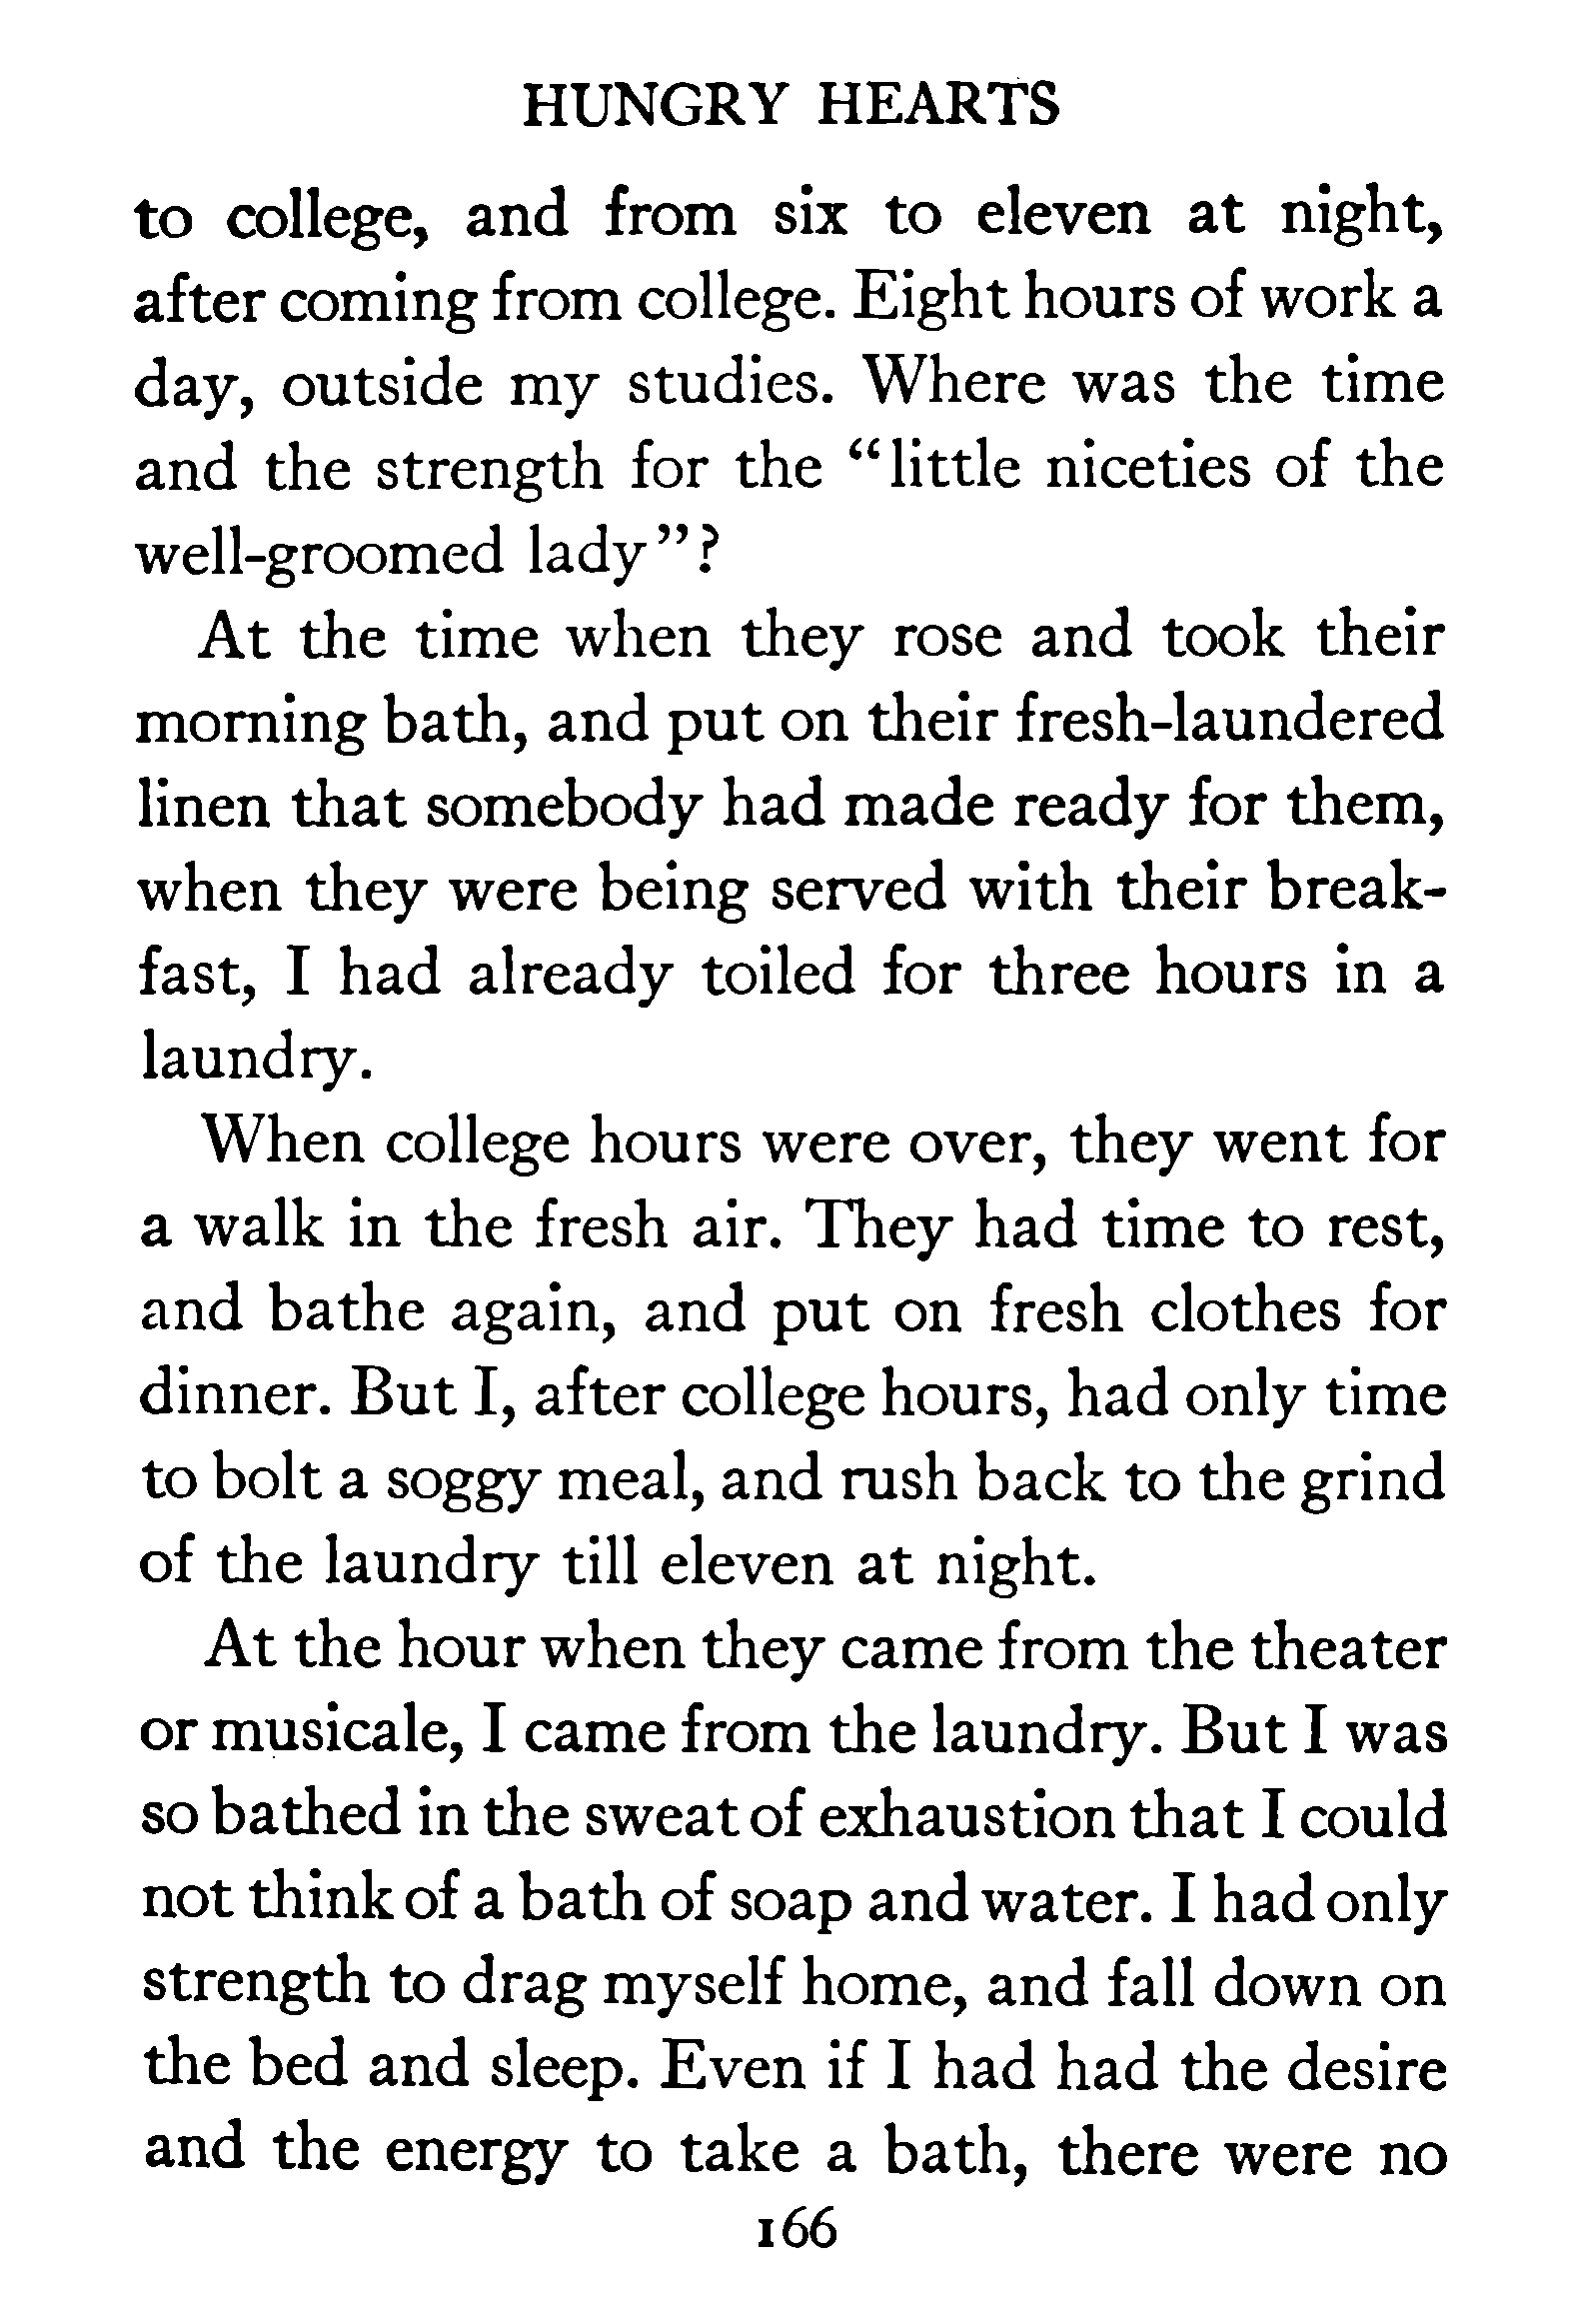 HUNGRY HEARTS
to college, and from six to eleven at night,
after coming from college. Eight hours of work a
day, outside my studies. Where was the time
and the strength for the “little niceties of the
well-groomed lady”?
At the time when they rose and took their
morning bath, and put on their fresh-laundered
linen that somebody had made ready for them,
when they were being served with their break-
fast, I had already toiled for three hours in a
laundry.
When college hours were over, they went for
a walk in the fresh air. They had time to rest,
and bathe again, and put on fresh clothes for
dinner. But I, after college hours, had only time
to bolt a soggy meal, and rush back to the grind
of the laundry till eleven at night.
At the hour when they came from the theater
or musicale, I came from the laundry. But I was
so bathed in the sweat of exhaustion that I could
not think of a bath of soap and water. I had only
strength to drag myself home, and fall down on
the bed and sleep. Even if I had had the desire
and the energy to take a bath, there were no
166